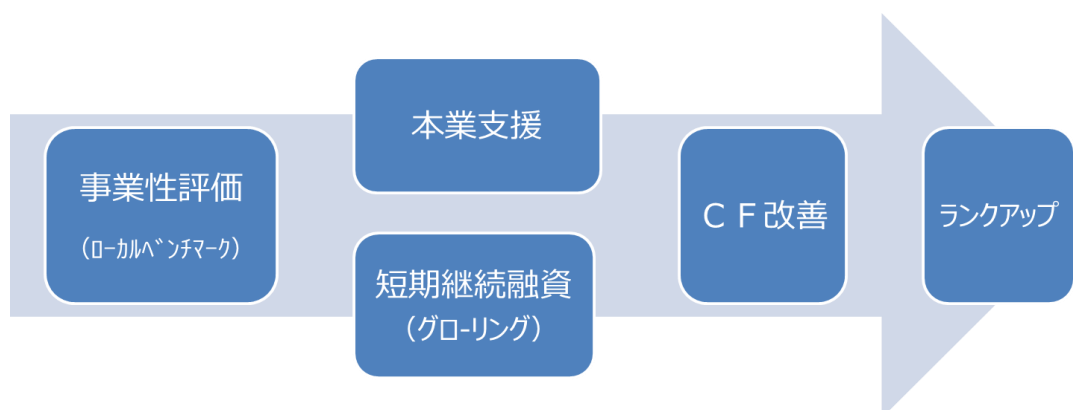 事業性評価
（ﾛｰｶﾙﾍﾞﾝﾁﾏｰｸ）
本業支援
短期継続融資
（グローリング）
ＣＦ改善
ランクアップ